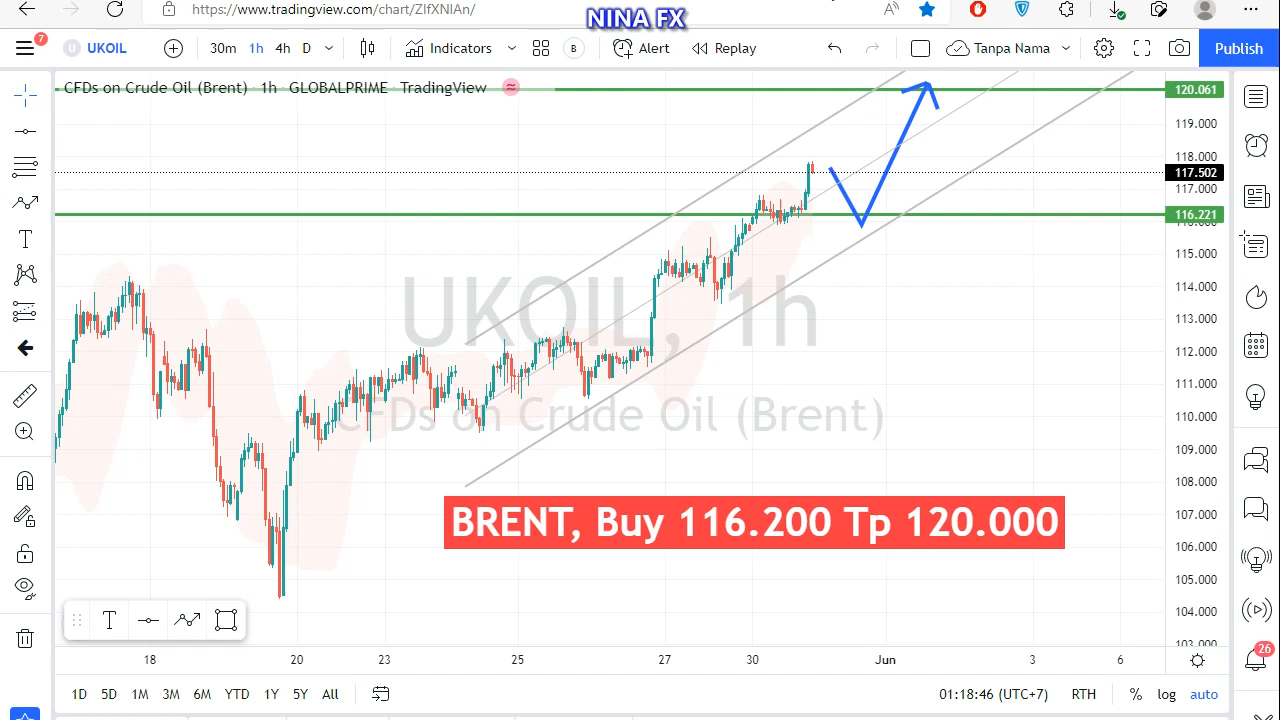 https://www.tradingview.com/chart/ZIfXNIAn/
NINA FX
7
U UKOIL
30m 1h 4h D
Indicators
B
Alert
Replay
Tanpa Nama
Publish
CFDs on Crude Oil (Brent) · 1h · GLOBALPRIME · TradingView
120.061
119.000
118.000
117.502
117.000
116.221
116.000
115.000
114.000
113.000
112.000
111.000
110.000
109.000
108.000
107.000
106.000
105.000
104.000
103.000
UKOIL, 1h
CFDs on Crude Oil (Brent)
BRENT, Buy 116.200 Tp 120.000
T
T
18 20 23 25 27 30 Jun 3 6
26
1D 5D 1M 3M 6M YTD 1Y 5Y All
01:18:46 (UTC+7) RTH % log auto